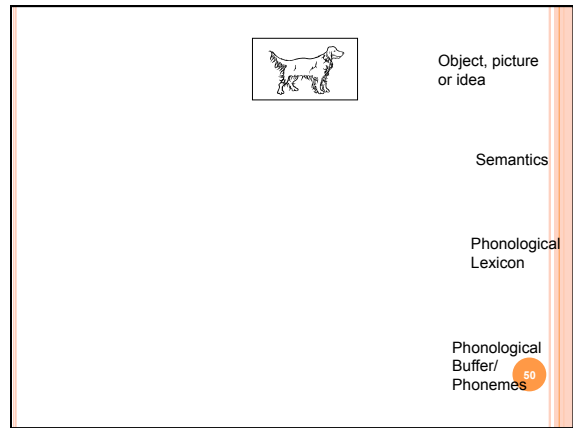 Object, picture
or idea
Semantics
Phonological
Lexicon
Phonological
Buffer/
Phonemes
50